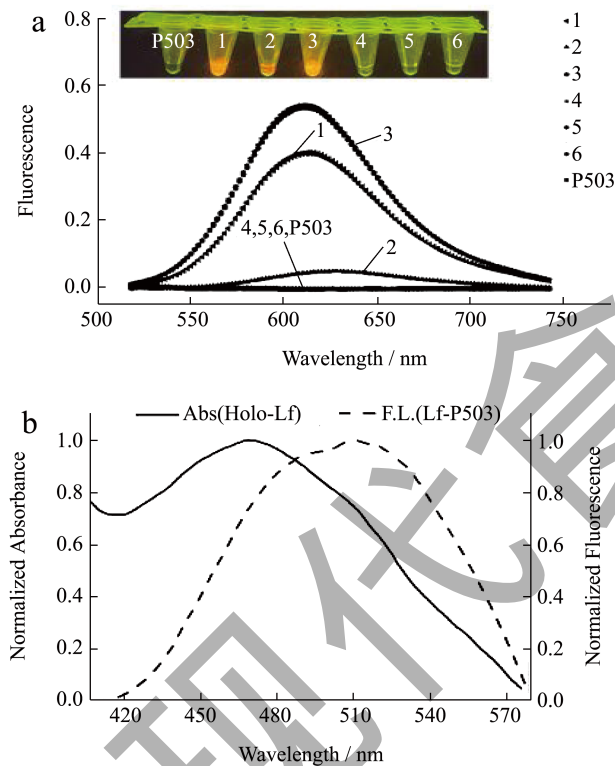 a
P503 1 2 3 4 5 6
0.8
0.6
0.4
0.2
0.0
Fluorescence
1
3
4,5,6,P503
2
1
2
3
4
5
6
P503
500 550 600 650 700 750
Wavelength / nm
b
Abs(Holo-Lf) F.L.(Lf-P503)
1.0
0.8
0.6
0.4
0.2
0.0
Normalized Absorbance
1.0
0.8
0.6
0.4
0.2
0.0
Normalized Fluorescence
420 450 480 510 540 570
Wavelength / nm
现代食